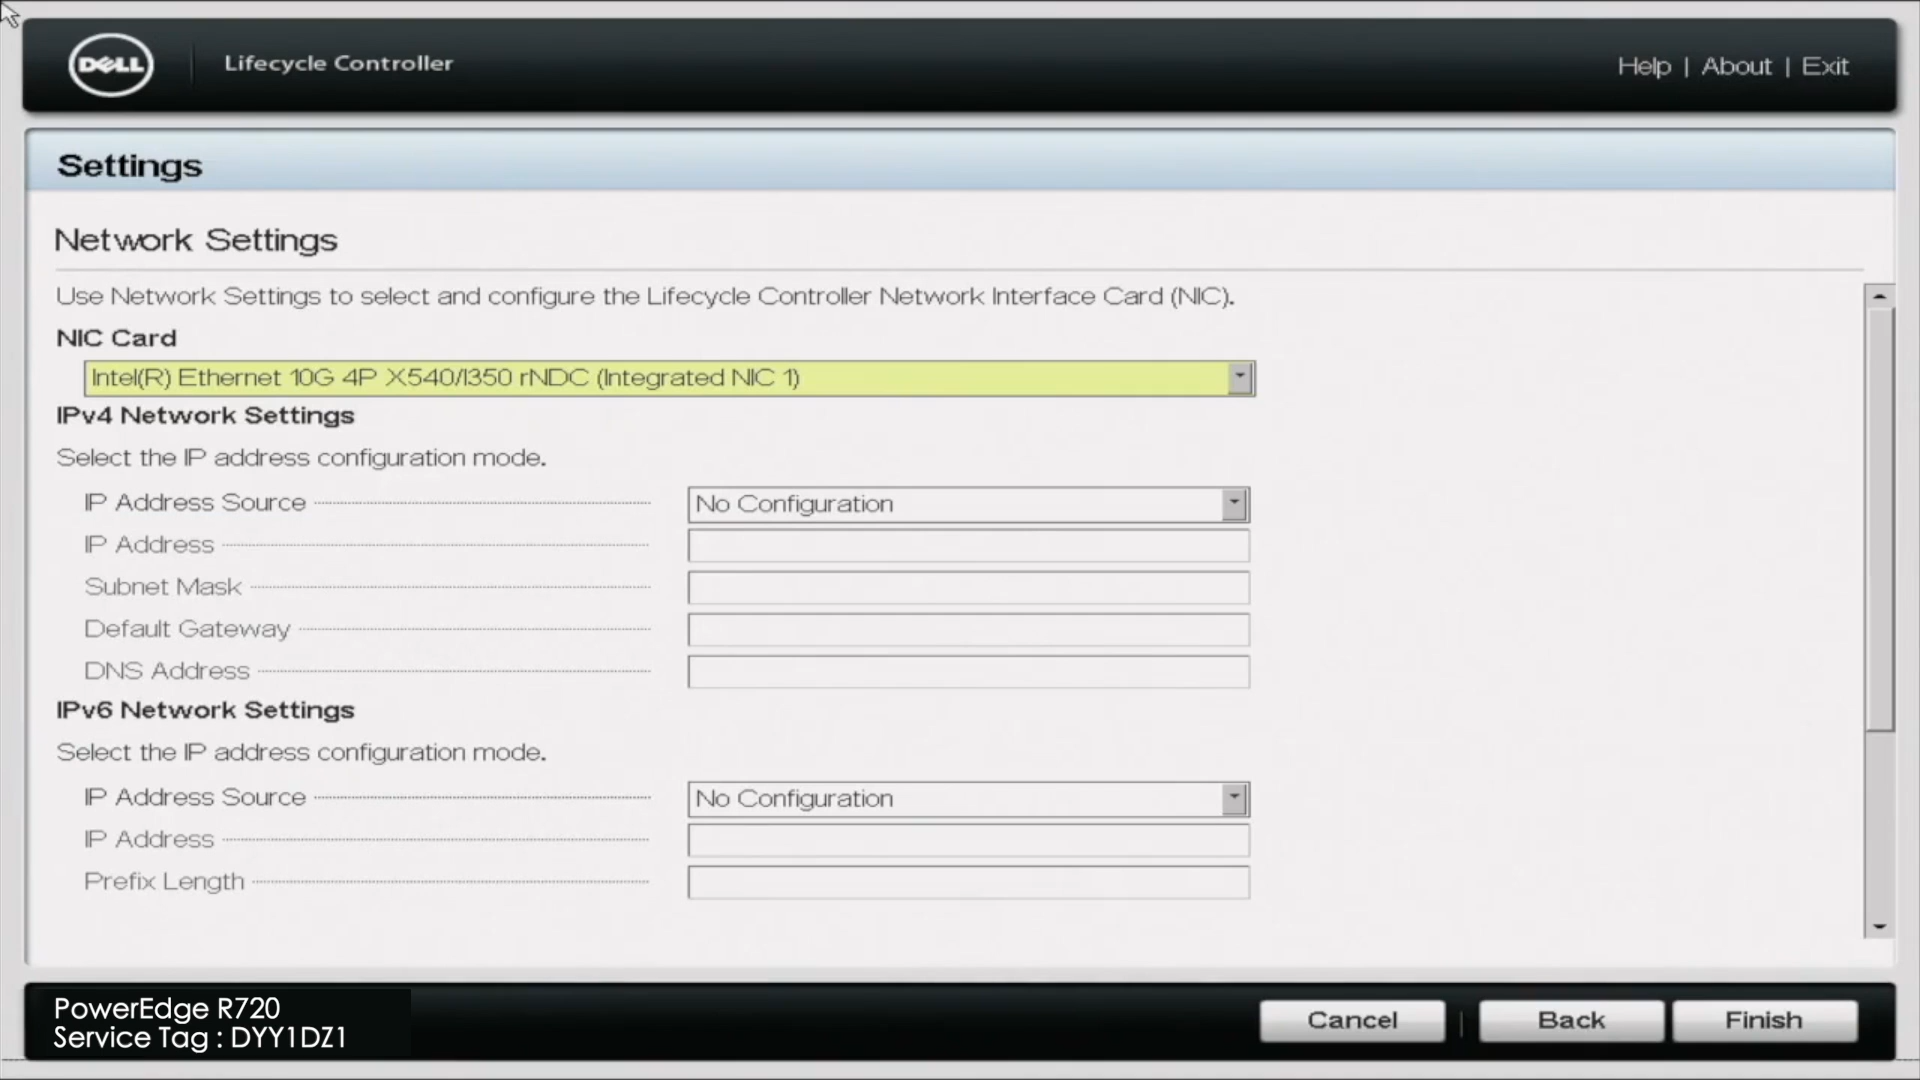 DELL
Lifecycle Controller
Help | About | Exit
Settings
Network Settings
Use Network Settings to select and configure the Lifecycle Controller Network Interface Card (NIC).
NIC Card
Intel(R) Ethernet 10G 4P X540/I350 rNDC (Integrated NIC 1)
IPv4 Network Settings
Select the IP address configuration mode.
IP Address Source No Configuration
IP Address
Subnet Mask
Default Gateway
DNS Address
IPv6 Network Settings
Select the IP address configuration mode.
IP Address Source No Configuration
IP Address
Prefix Length
PowerEdge R720
Service Tag : DYY1DZ1
Cancel | Back Finish